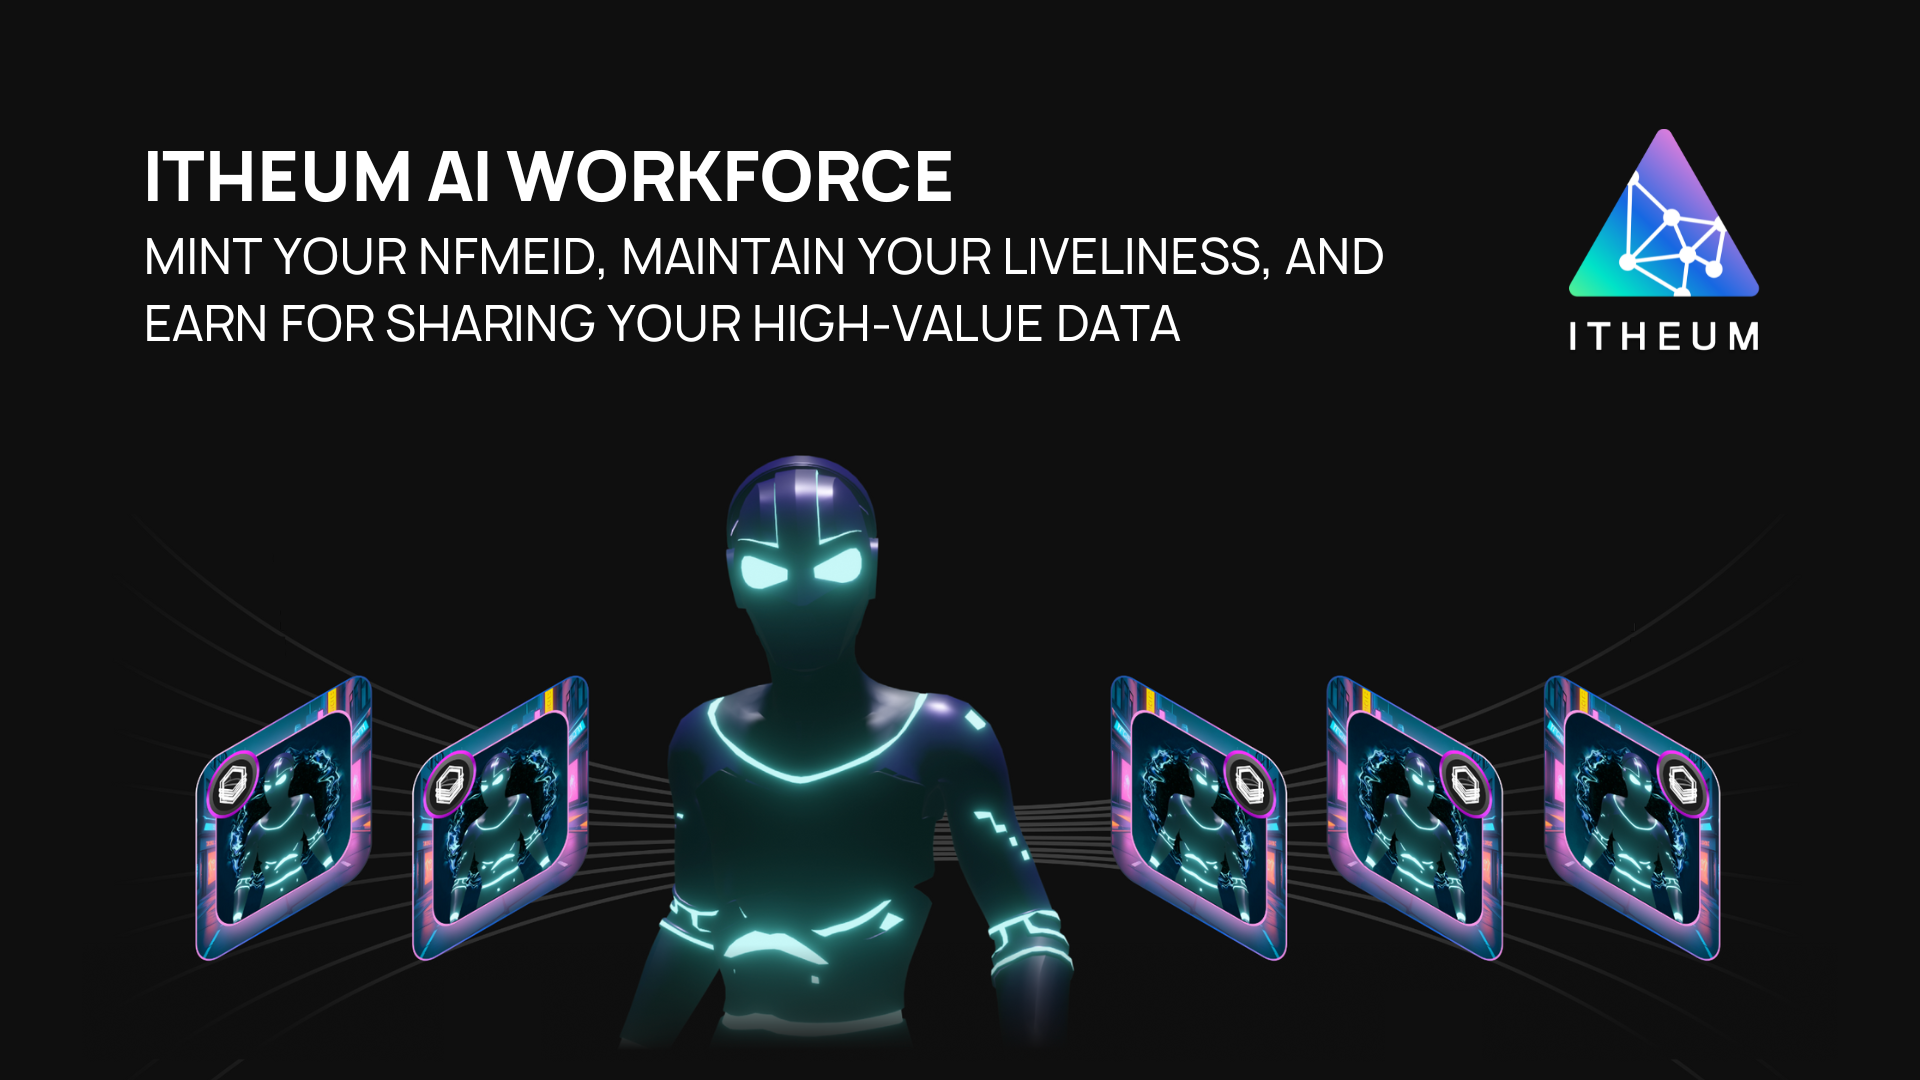 ITHEUM AI WORKFORCE
MINT YOUR NFMEID, MAINTAIN YOUR LIVELINESS, AND
EARN FOR SHARING YOUR HIGH-VALUE DATA
ITHEUM